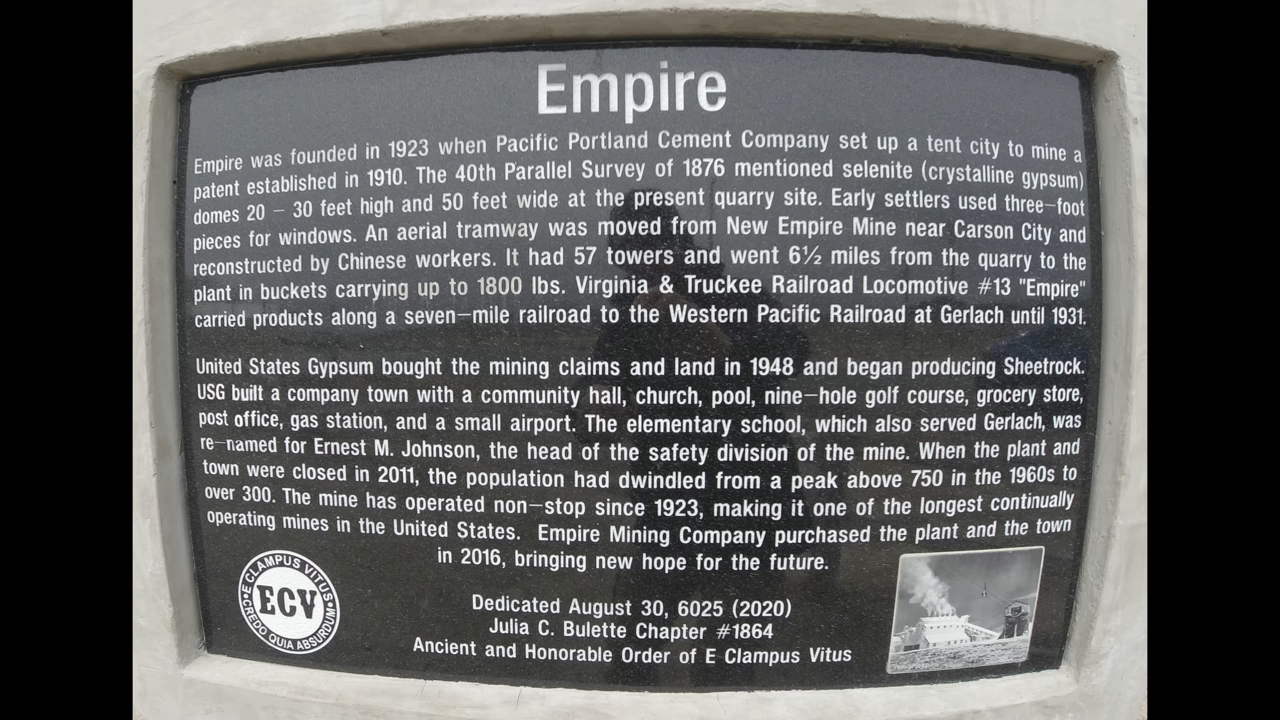 Empire
Empire was founded in 1923 when Pacific Portland Cement Company set up a tent city to mine a
patent established in 1910. The 40th Parallel Survey of 1876 mentioned selenite (crystalline gypsum)
domes 20 – 30 feet high and 50 feet wide at the present quarry site. Early settlers used three–foot
pieces for windows. An aerial tramway was moved from New Empire Mine near Carson City and
reconstructed by Chinese workers. It had 57 towers and went 6½ miles from the quarry to the
plant in buckets carrying up to 1800 lbs. Virginia & Truckee Railroad Locomotive #13 "Empire"
carried products along a seven–mile railroad to the Western Pacific Railroad at Gerlach until 1931.
United States Gypsum bought the mining claims and land in 1948 and began producing Sheetrock.
USG built a company town with a community hall, church, pool, nine–hole golf course, grocery store,
post office, gas station, and a small airport. The elementary school, which also served Gerlach, was
re–named for Ernest M. Johnson, the head of the safety division of the mine. When the plant and
town were closed in 2011, the population had dwindled from a peak above 750 in the 1960s to
over 300. The mine has operated non–stop since 1923, making it one of the longest continually
operating mines in the United States. Empire Mining Company purchased the plant and the town
in 2016, bringing new hope for the future.
Dedicated August 30, 6025 (2020)
Julia C. Bulette Chapter #1864
Ancient and Honorable Order of E Clampus Vitus
E CLAMPUS VITUS
ECV
CREDO QUIA ABSURDUM